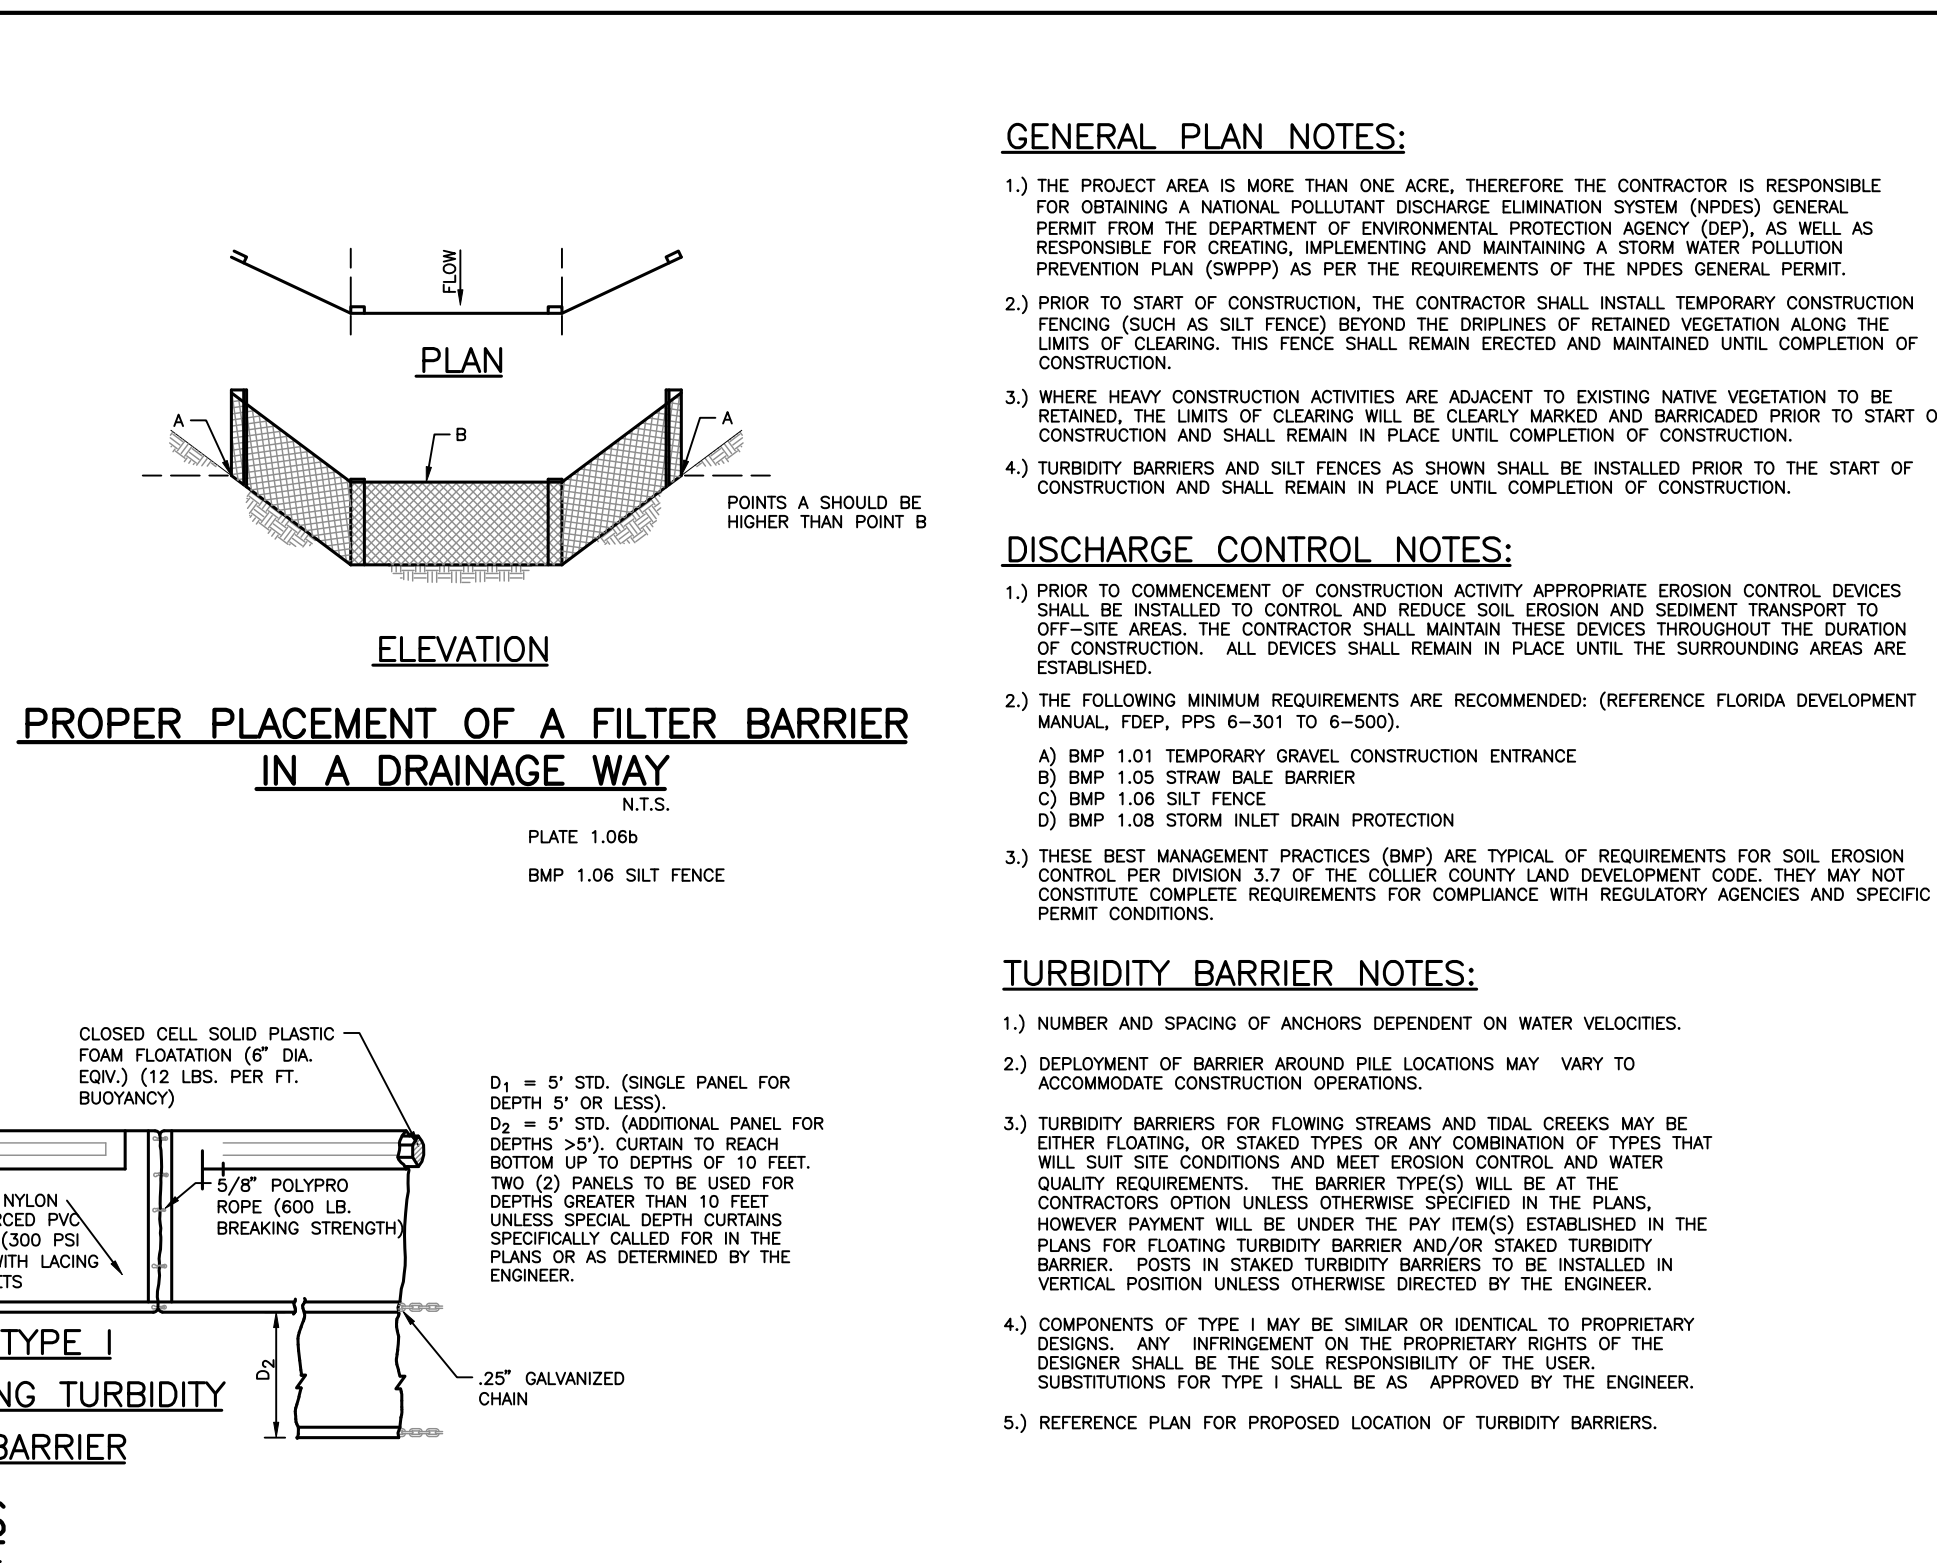 FLOW
PLAN
A
B
A
POINTS A SHOULD BE
HIGHER THAN POINT B
ELEVATION
PROPER PLACEMENT OF A FILTER BARRIER
IN A DRAINAGE WAY
N.T.S.
PLATE 1.06b
BMP 1.06 SILT FENCE
CLOSED CELL SOLID PLASTIC
FOAM FLOATATION (6" DIA.
EQIV.) (12 LBS. PER FT.
BUOYANCY)
5/8" POLYPRO
ROPE (600 LB.
BREAKING STRENGTH)
NYLON
PVC
(300 PSI
LACING
D2
.25" GALVANIZED
CHAIN
TYPE I
TURBIDITY
BARRIER
D1 = 5' STD. (SINGLE PANEL FOR
DEPTH 5' OR LESS).
D2 = 5' STD. (ADDITIONAL PANEL FOR
DEPTHS >5'). CURTAIN TO REACH
BOTTOM UP TO DEPTHS OF 10 FEET.
TWO (2) PANELS TO BE USED FOR
DEPTHS GREATER THAN 10 FEET
UNLESS SPECIAL DEPTH CURTAINS
SPECIFICALLY CALLED FOR IN THE
PLANS OR AS DETERMINED BY THE
ENGINEER.
GENERAL PLAN NOTES:
1.) THE PROJECT AREA IS MORE THAN ONE ACRE, THEREFORE THE CONTRACTOR IS RESPONSIBLE
FOR OBTAINING A NATIONAL POLLUTANT DISCHARGE ELIMINATION SYSTEM (NPDES) GENERAL
PERMIT FROM THE DEPARTMENT OF ENVIRONMENTAL PROTECTION AGENCY (DEP), AS WELL AS
RESPONSIBLE FOR CREATING, IMPLEMENTING AND MAINTAINING A STORM WATER POLLUTION
PREVENTION PLAN (SWPPP) AS PER THE REQUIREMENTS OF THE NPDES GENERAL PERMIT.
2.) PRIOR TO START OF CONSTRUCTION, THE CONTRACTOR SHALL INSTALL TEMPORARY CONSTRUCTION
FENCING (SUCH AS SILT FENCE) BEYOND THE DRIPLINES OF RETAINED VEGETATION ALONG THE
LIMITS OF CLEARING. THIS FENCE SHALL REMAIN ERECTED AND MAINTAINED UNTIL COMPLETION OF
CONSTRUCTION.
3.) WHERE HEAVY CONSTRUCTION ACTIVITIES ARE ADJACENT TO EXISTING NATIVE VEGETATION TO BE
RETAINED, THE LIMITS OF CLEARING WILL BE CLEARLY MARKED AND BARRICADED PRIOR TO START
CONSTRUCTION AND SHALL REMAIN IN PLACE UNTIL COMPLETION OF CONSTRUCTION.
4.) TURBIDITY BARRIERS AND SILT FENCES AS SHOWN SHALL BE INSTALLED PRIOR TO THE START OF
CONSTRUCTION AND SHALL REMAIN IN PLACE UNTIL COMPLETION OF CONSTRUCTION.
DISCHARGE CONTROL NOTES:
1.) PRIOR TO COMMENCEMENT OF CONSTRUCTION ACTIVITY APPROPRIATE EROSION CONTROL DEVICES
SHALL BE INSTALLED TO CONTROL AND REDUCE SOIL EROSION AND SEDIMENT TRANSPORT TO
OFF-SITE AREAS. THE CONTRACTOR SHALL MAINTAIN THESE DEVICES THROUGHOUT THE DURATION
OF CONSTRUCTION. ALL DEVICES SHALL REMAIN IN PLACE UNTIL THE SURROUNDING AREAS ARE
ESTABLISHED.
2.) THE FOLLOWING MINIMUM REQUIREMENTS ARE RECOMMENDED: (REFERENCE FLORIDA DEVELOPMENT
MANUAL, FDEP, PPS 6-301 TO 6-500).
A) BMP 1.01 TEMPORARY GRAVEL CONSTRUCTION ENTRANCE
B) BMP 1.05 STRAW BALE BARRIER
C) BMP 1.06 SILT FENCE
D) BMP 1.08 STORM INLET DRAIN PROTECTION
3.) THESE BEST MANAGEMENT PRACTICES (BMP) ARE TYPICAL OF REQUIREMENTS FOR SOIL EROSION
CONTROL PER DIVISION 3.7 OF THE COLLIER COUNTY LAND DEVELOPMENT CODE. THEY MAY NOT
CONSTITUTE COMPLETE REQUIREMENTS FOR COMPLIANCE WITH REGULATORY AGENCIES AND SPECIFIC
PERMIT CONDITIONS.
TURBIDITY BARRIER NOTES:
1.) NUMBER AND SPACING OF ANCHORS DEPENDENT ON WATER VELOCITIES.
2.) DEPLOYMENT OF BARRIER AROUND PILE LOCATIONS MAY VARY TO
ACCOMMODATE CONSTRUCTION OPERATIONS.
3.) TURBIDITY BARRIERS FOR FLOWING STREAMS AND TIDAL CREEKS MAY BE
EITHER FLOATING, OR STAKED TYPES OR ANY COMBINATION OF TYPES THAT
WILL SUIT SITE CONDITIONS AND MEET EROSION CONTROL AND WATER
QUALITY REQUIREMENTS. THE BARRIER TYPE(S) WILL BE AT THE
CONTRACTORS OPTION UNLESS OTHERWISE SPECIFIED IN THE PLANS,
HOWEVER PAYMENT WILL BE UNDER THE PAY ITEM(S) ESTABLISHED IN THE
PLANS FOR FLOATING TURBIDITY BARRIER AND/OR STAKED TURBIDITY
BARRIER. POSTS IN STAKED TURBIDITY BARRIERS TO BE INSTALLED IN
VERTICAL POSITION UNLESS OTHERWISE DIRECTED BY THE ENGINEER.
4.) COMPONENTS OF TYPE I MAY BE SIMILAR OR IDENTICAL TO PROPRIETARY
DESIGNS. ANY INFRINGEMENT ON THE PROPRIETARY RIGHTS OF THE
DESIGNER SHALL BE THE SOLE RESPONSIBILITY OF THE USER.
SUBSTITUTIONS FOR TYPE I SHALL BE AS APPROVED BY THE ENGINEER.
5.) REFERENCE PLAN FOR PROPOSED LOCATION OF TURBIDITY BARRIERS.